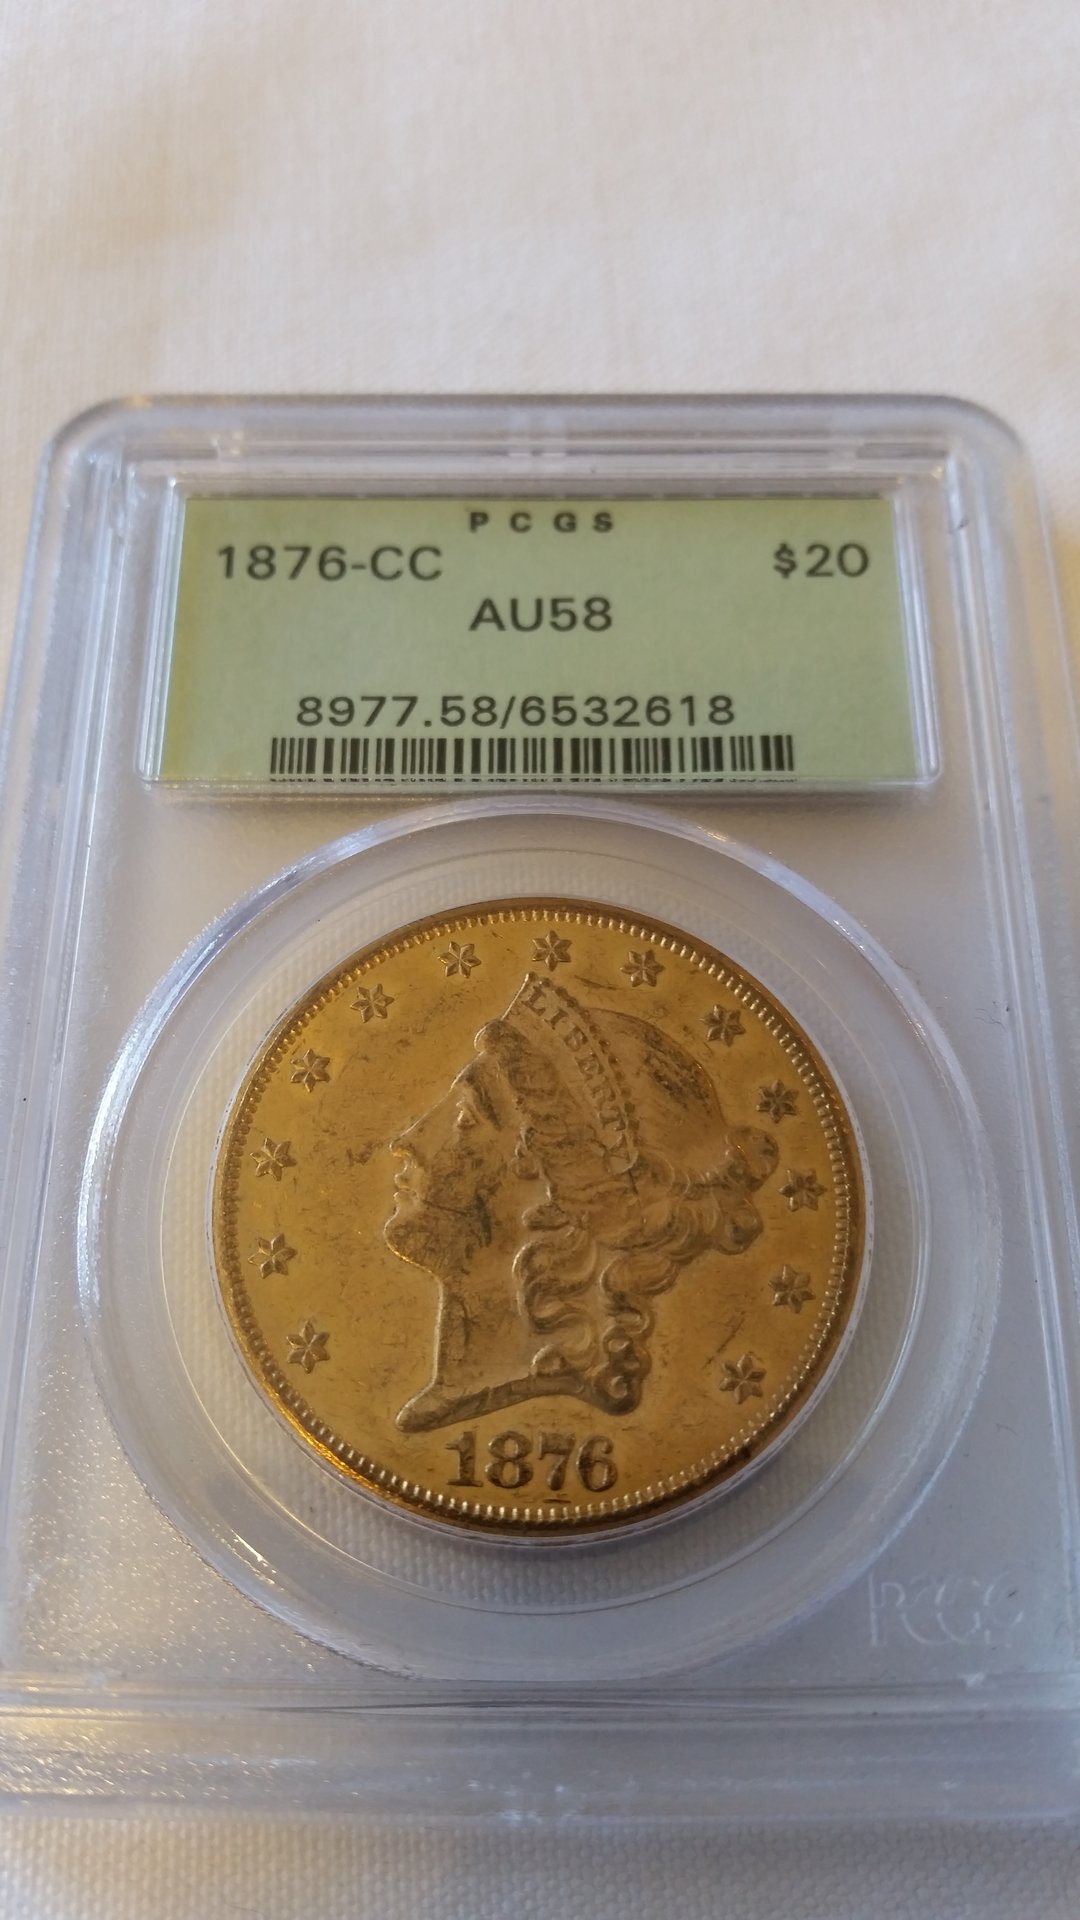 PCGS
1876-CC $20
AU58
8977.58/6532618
LIBERTY
1876
PCGS